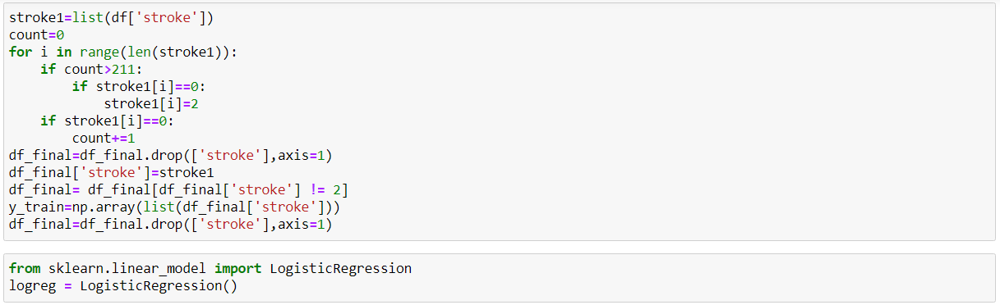 stroke1=list(df['stroke'])
count=0
for i in range(len(stroke1)):
    if count>211:
        if stroke1[i]==0:
            stroke1[i]=2
    if stroke1[i]==0:
        count+=1
df_final=df_final.drop(['stroke'],axis=1)
df_final['stroke']=stroke1
df_final= df_final[df_final['stroke'] != 2]
y_train=np.array(list(df_final['stroke']))
df_final=df_final.drop(['stroke'],axis=1)
from sklearn.linear_model import LogisticRegression
logreg = LogisticRegression()